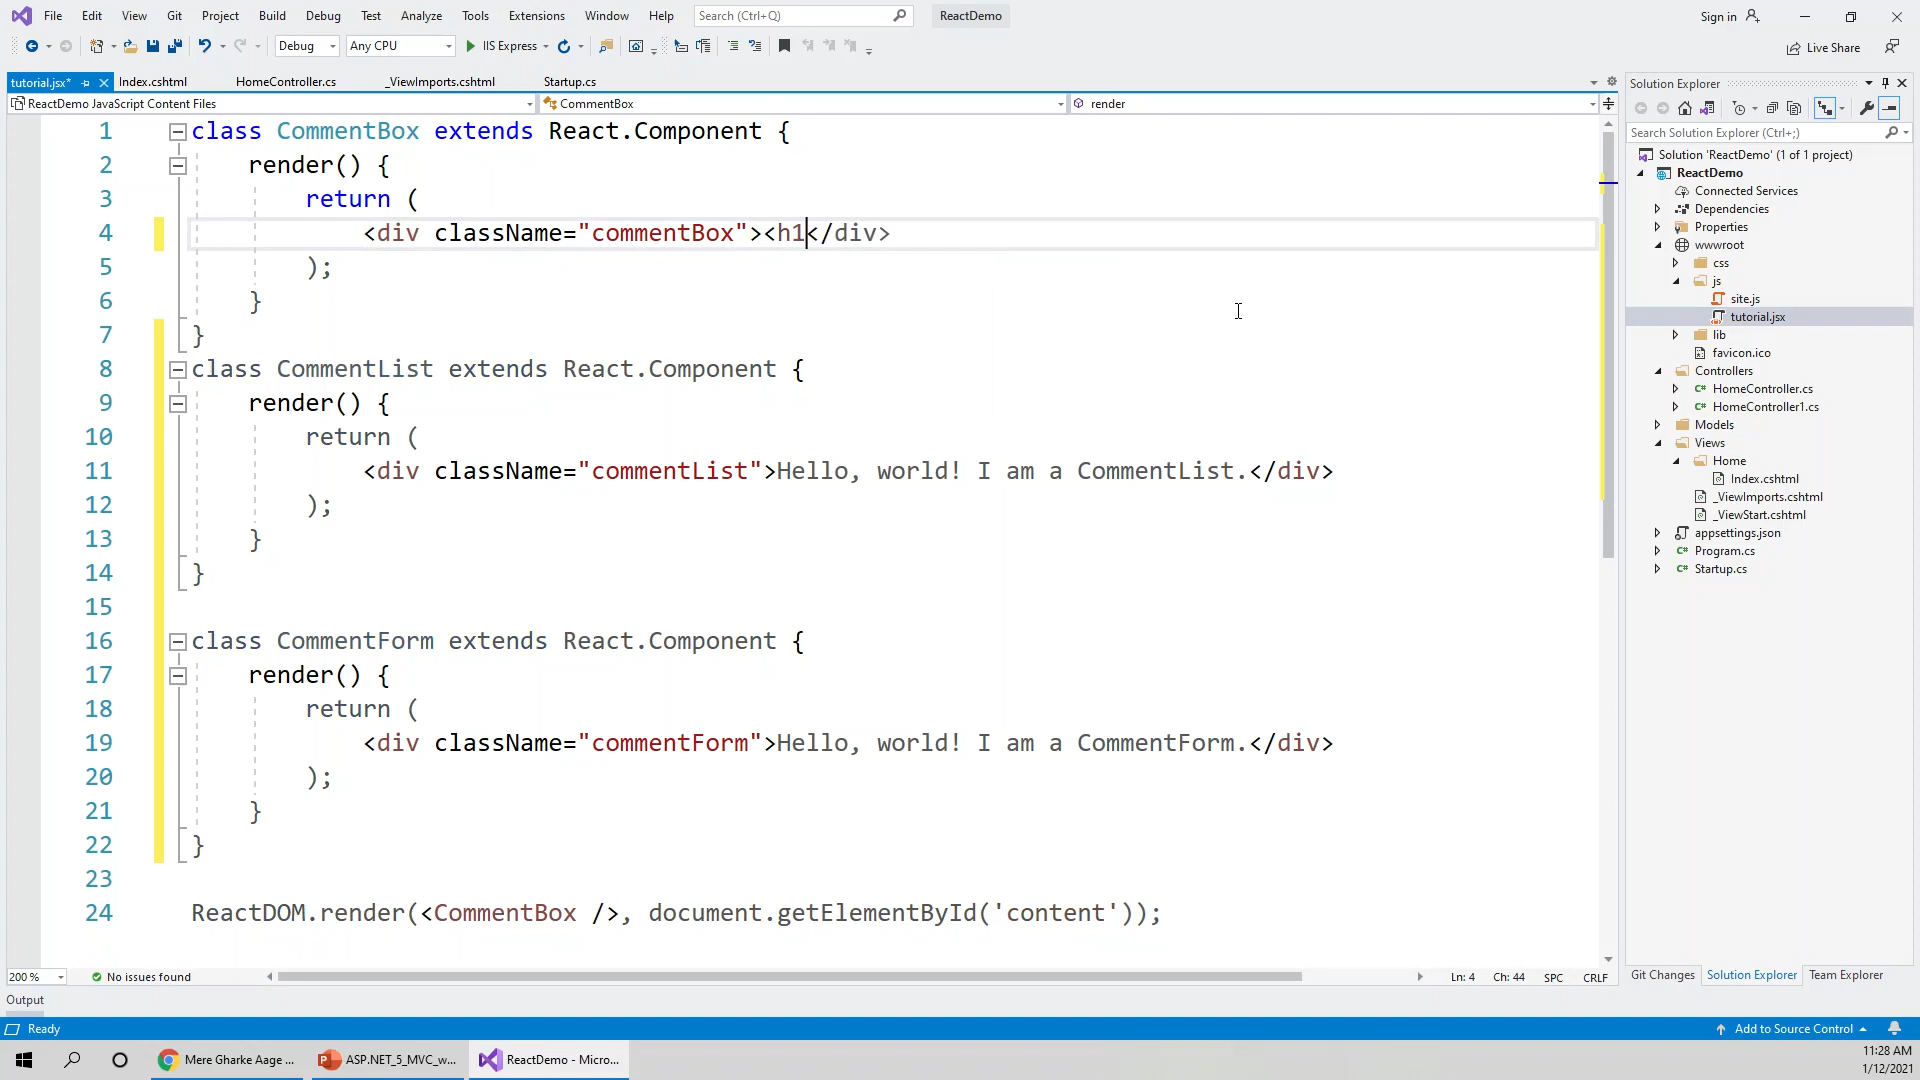 File Edit View Git Project Build Debug Test Analyze Tools Extensions Window Help Search (Ctrl+Q) ReactDemo Sign in
Debug Any CPU IIS Express Live Share
tutorial.jsx* Index.cshtml HomeController.cs _ViewImports.cshtml Startup.cs
ReactDemo JavaScript Content Files CommentBox render
1 class CommentBox extends React.Component {
2 render() {
3 return (
4 <div className="commentBox"><h1</div>
5 );
6 }
7 }
8 class CommentList extends React.Component {
9 render() {
10 return (
11 <div className="commentList">Hello, world! I am a CommentList.</div>
12 );
13 }
14 }
15
16 class CommentForm extends React.Component {
17 render() {
18 return (
19 <div className="commentForm">Hello, world! I am a CommentForm.</div>
20 );
21 }
22 }
23
24 ReactDOM.render(<CommentBox />, document.getElementById('content'));
200 % No issues found Ln: 4 Ch: 44 SPC CRLF
Output
Solution Explorer
Search Solution Explorer (Ctrl+;)
Solution 'ReactDemo' (1 of 1 project)
ReactDemo
Connected Services
Dependencies
Properties
wwwroot
css
js
site.js
tutorial.jsx
lib
favicon.ico
Controllers
C# HomeController.cs
C# HomeController1.cs
Models
Views
Home
Index.cshtml
_ViewImports.cshtml
_ViewStart.cshtml
appsettings.json
C# Program.cs
C# Startup.cs
Git Changes Solution Explorer Team Explorer
Ready Add to Source Control
Mere Gharke Aage ... ASP.NET_5_MVC_w... ReactDemo - Micro...
11:28 AM
1/12/2021